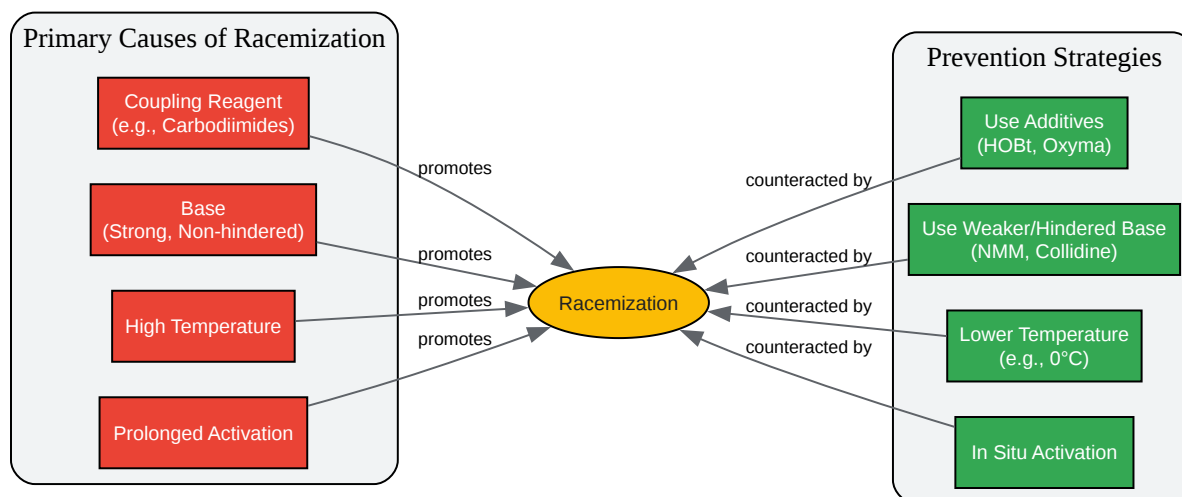 Primary Causes of Racemization
Coupling Reagent
(e.g., Carbodiimides)
Base
(Strong, Non-hindered)
High Temperature
Prolonged Activation
promotes
promotes
promotes
promotes
Racemization
counteracted by
counteracted by
counteracted by
counteracted by
Prevention Strategies
Use Additives
(HOBt, Oxyma)
Use Weaker/Hindered Base
(NMM, Collidine)
Lower Temperature
(e.g., 0°C)
In Situ Activation